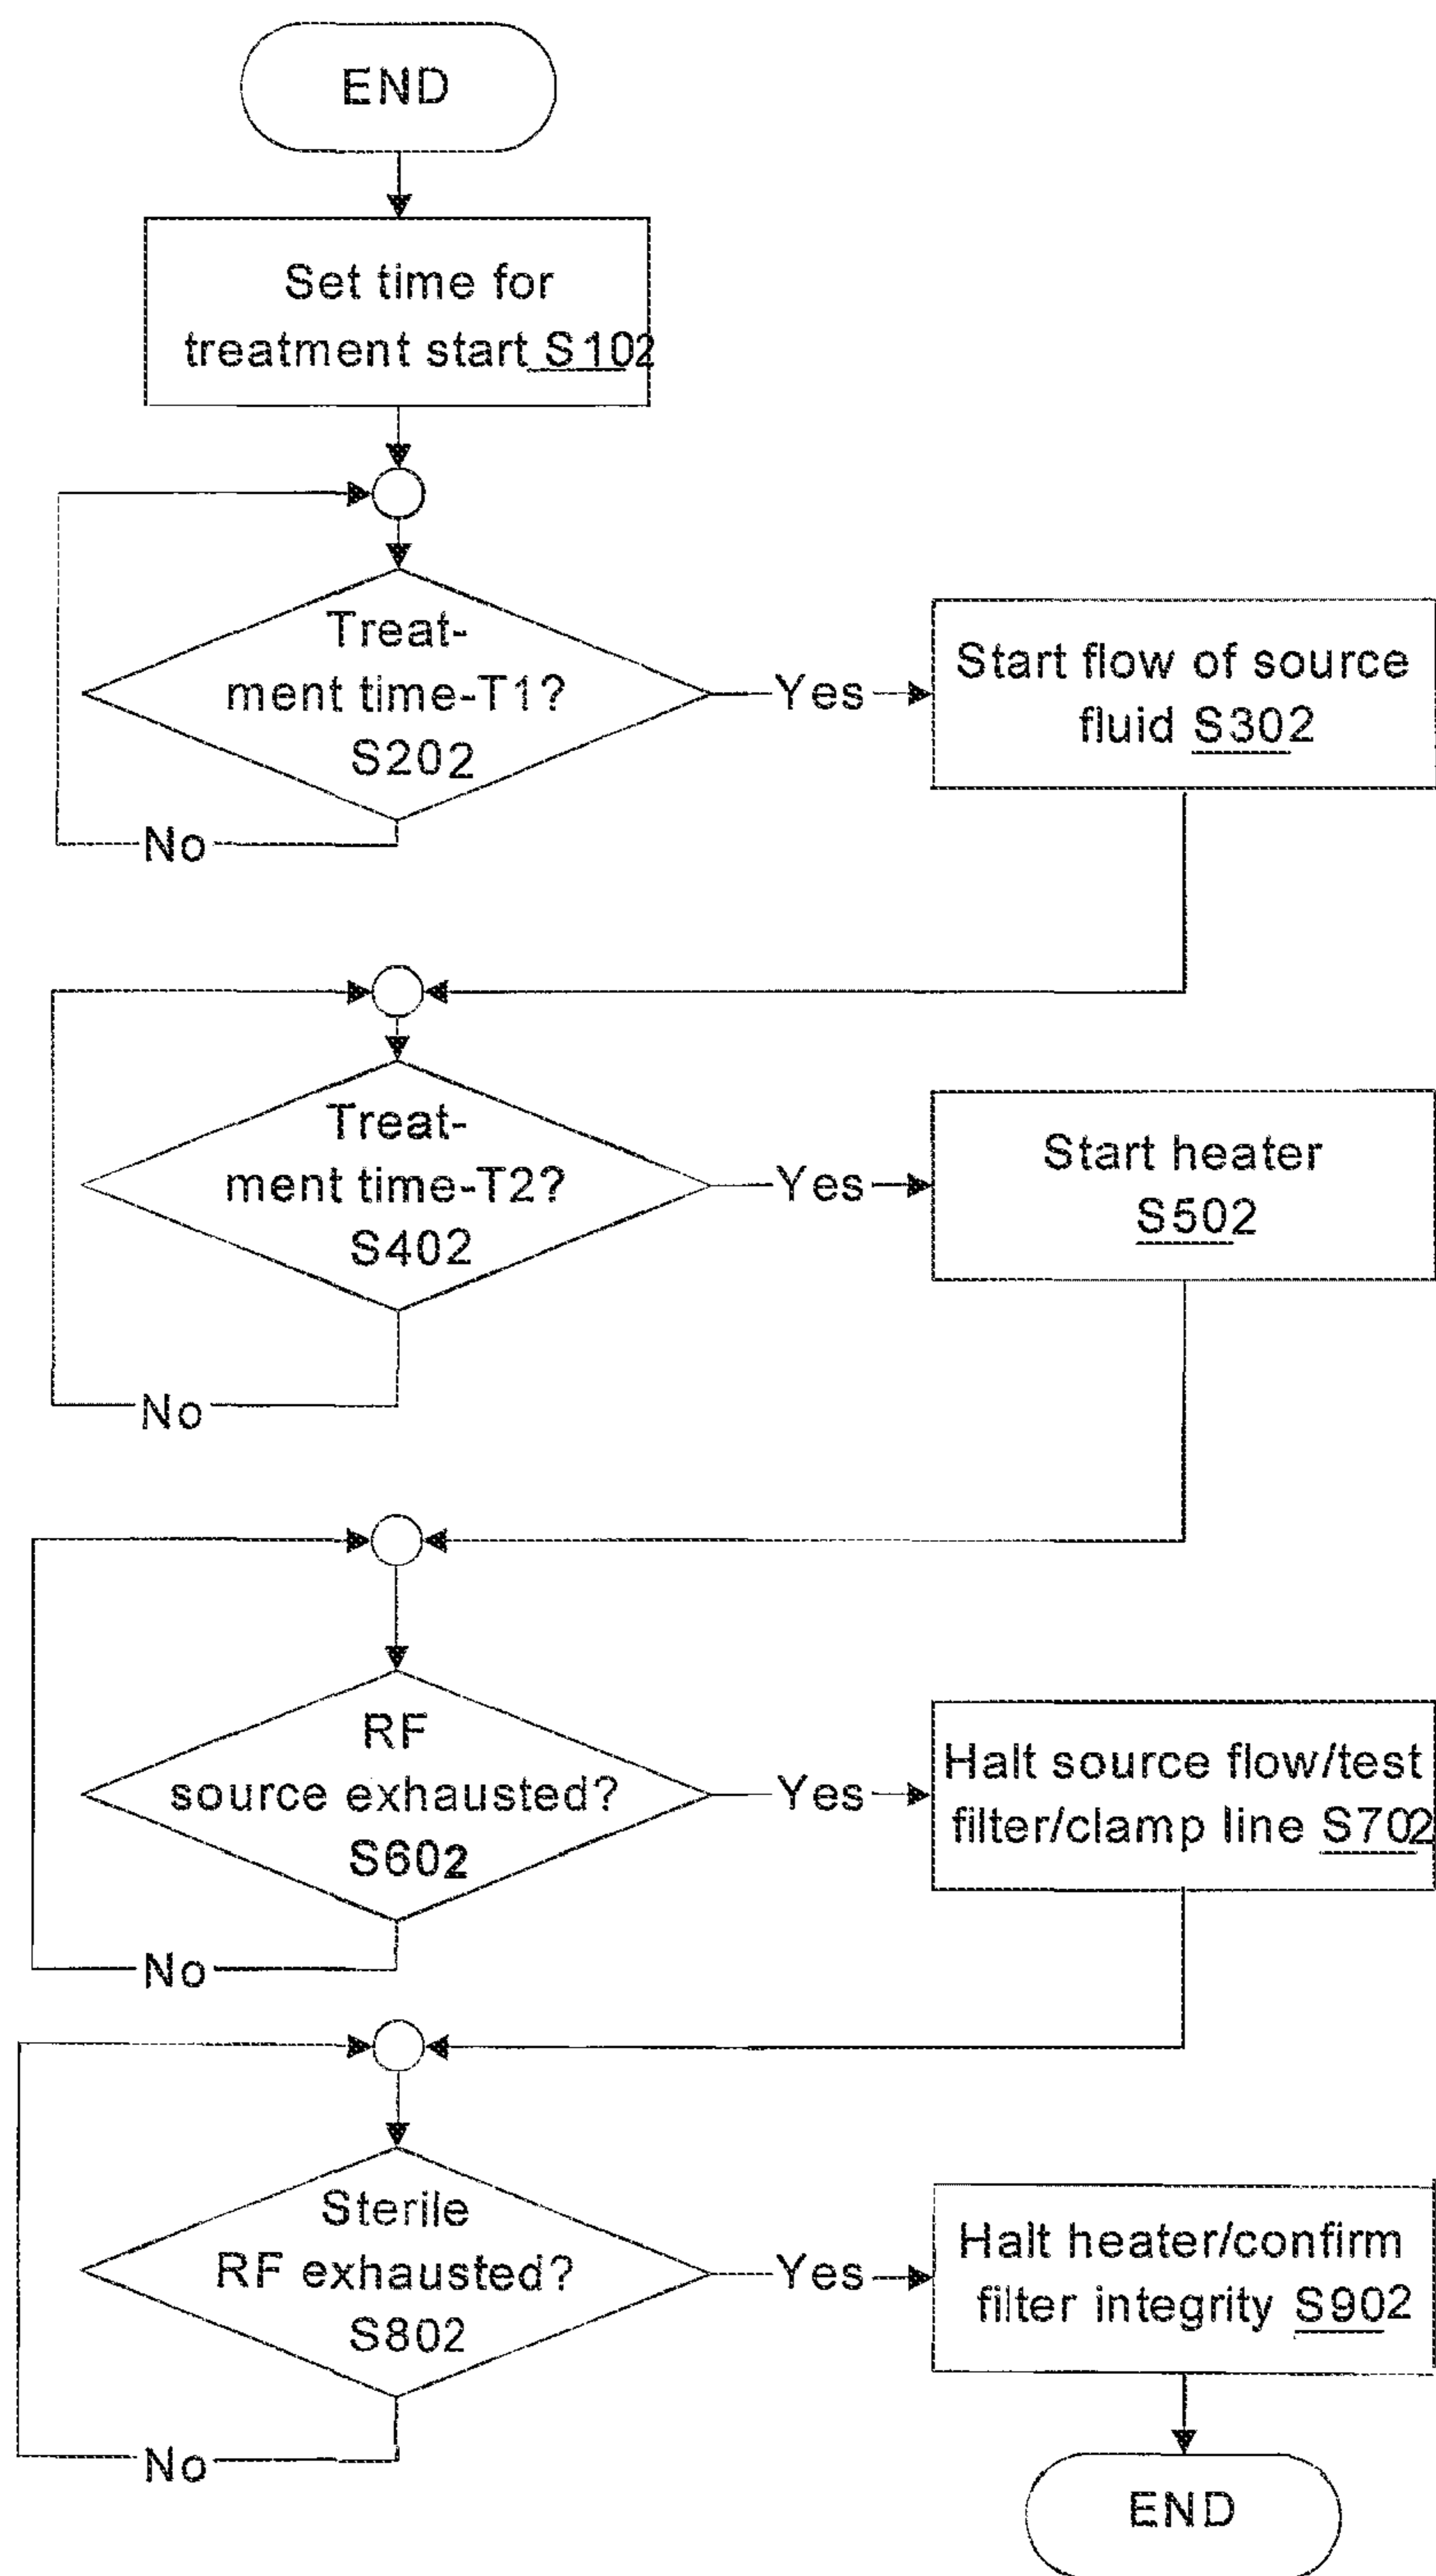 END
Set time for
treatment start S102
Treat-
ment time-T1?
S202
Yes
Start flow of source
fluid S302
No
Treat-
ment time-T2?
S402
Yes
Start heater
S502
No
RF
source exhausted?
S602
Yes
Halt source flow/test
filter/clamp line S702
No
Sterile
RF exhausted?
S802
Yes
Halt heater/confirm
filter integrity S902
No
END